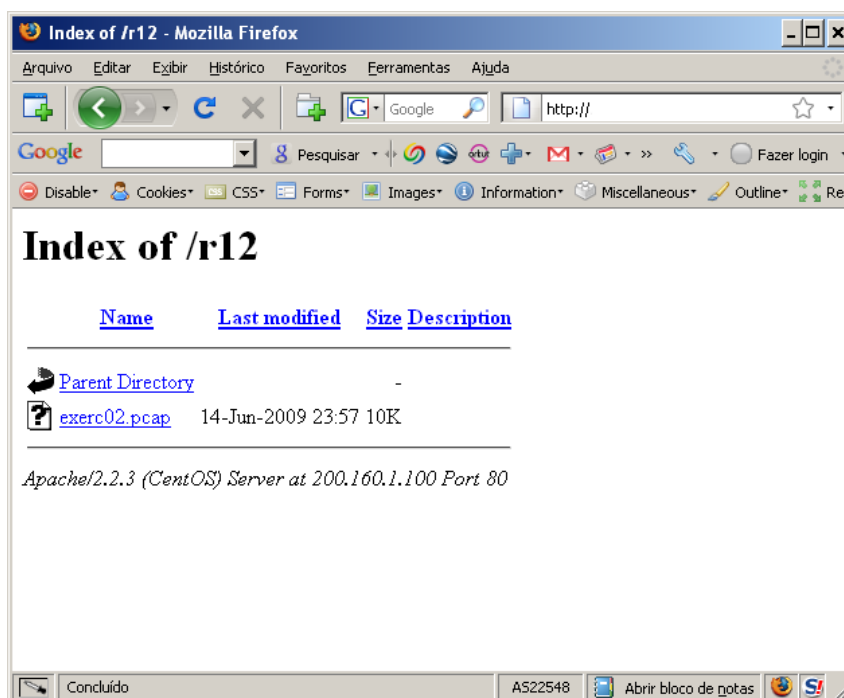 Index of /r12 - Mozilla Firefox
Arquivo Editar Exibir Histórico Favoritos Ferramentas Ajuda
G Google http://
Google Pesquisar ortur » Fazer login
Disable Cookies CSS Forms Images Information Miscellaneous Outline Re
Index of /r12
Name Last modified Size Description
Parent Directory -
exerc02.pcap 14-Jun-2009 23:57 10K
Apache/2.2.3 (CentOS) Server at 200.160.1.100 Port 80
Concluído AS22548 Abrir bloco de notas S!